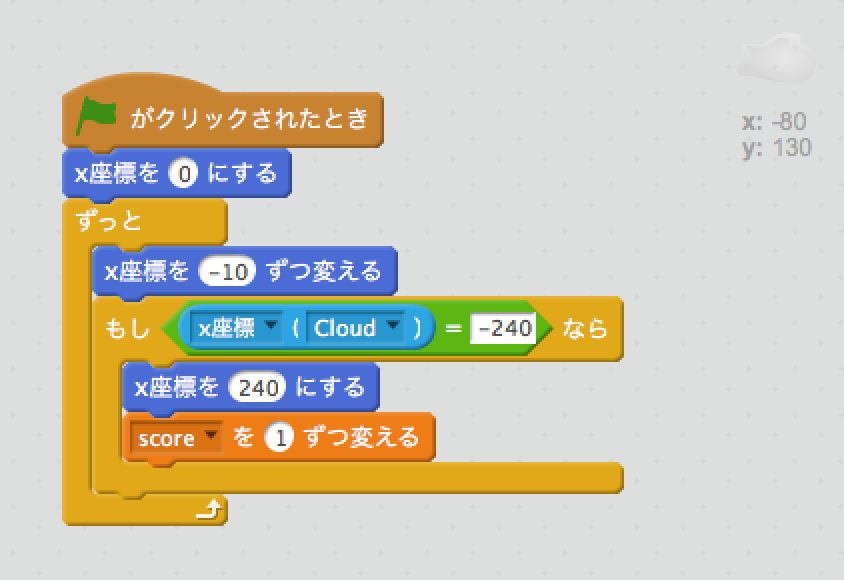 がクリックされたとき
x座標を 0 にする
ずっと
x座標を -10 ずつ変える
もし x座標 ( Cloud ) = -240 なら
x座標を 240 にする
score を 1 ずつ変える
x: -80
y: 130